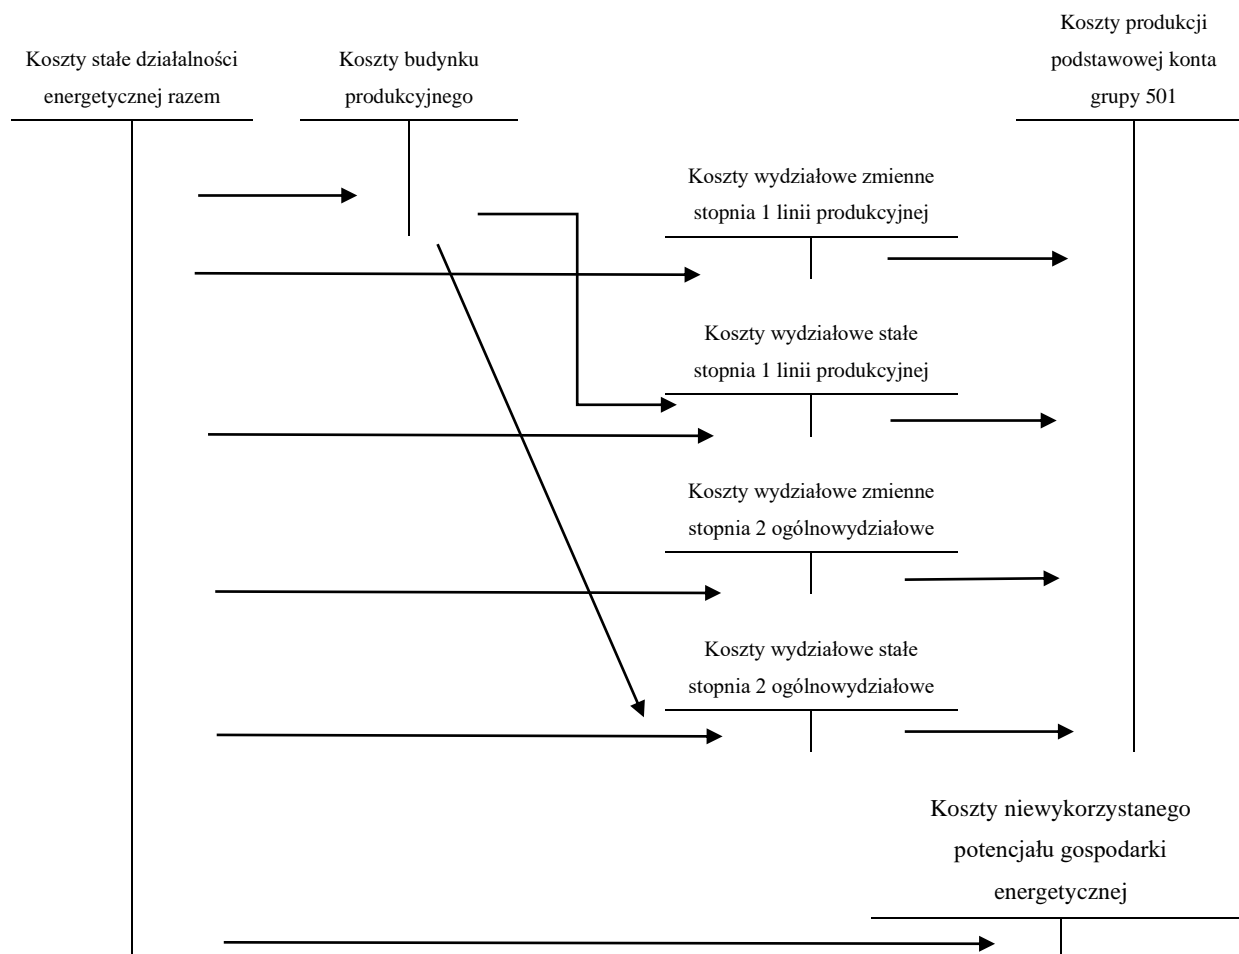 Koszty stałe działalności
energetycznej razem
Koszty budynku
produkcyjnego
Koszty produkcji
podstawowej konta
grupy 501
Koszty wydziałowe zmienne
stopnia 1 linii produkcyjnej
Koszty wydziałowe stałe
stopnia 1 linii produkcyjnej
Koszty wydziałowe zmienne
stopnia 2 ogólnowydziałowe
Koszty wydziałowe stałe
stopnia 2 ogólnowydziałowe
Koszty niewykorzystanego
potencjału gospodarki
energetycznej